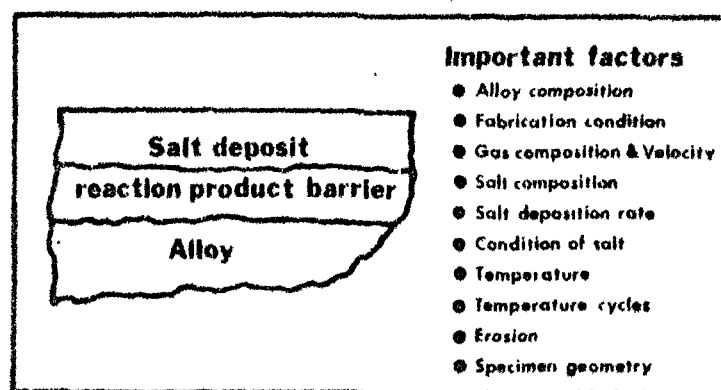 Salt deposit
reaction product barrier
Alloy
Important factors
● Alloy composition
● Fabrication condition
● Gas composition & Velocity
● Salt composition
● Salt deposition rate
● Condition of salt
● Temperature
● Temperature cycles
● Erosion
● Specimen geometry